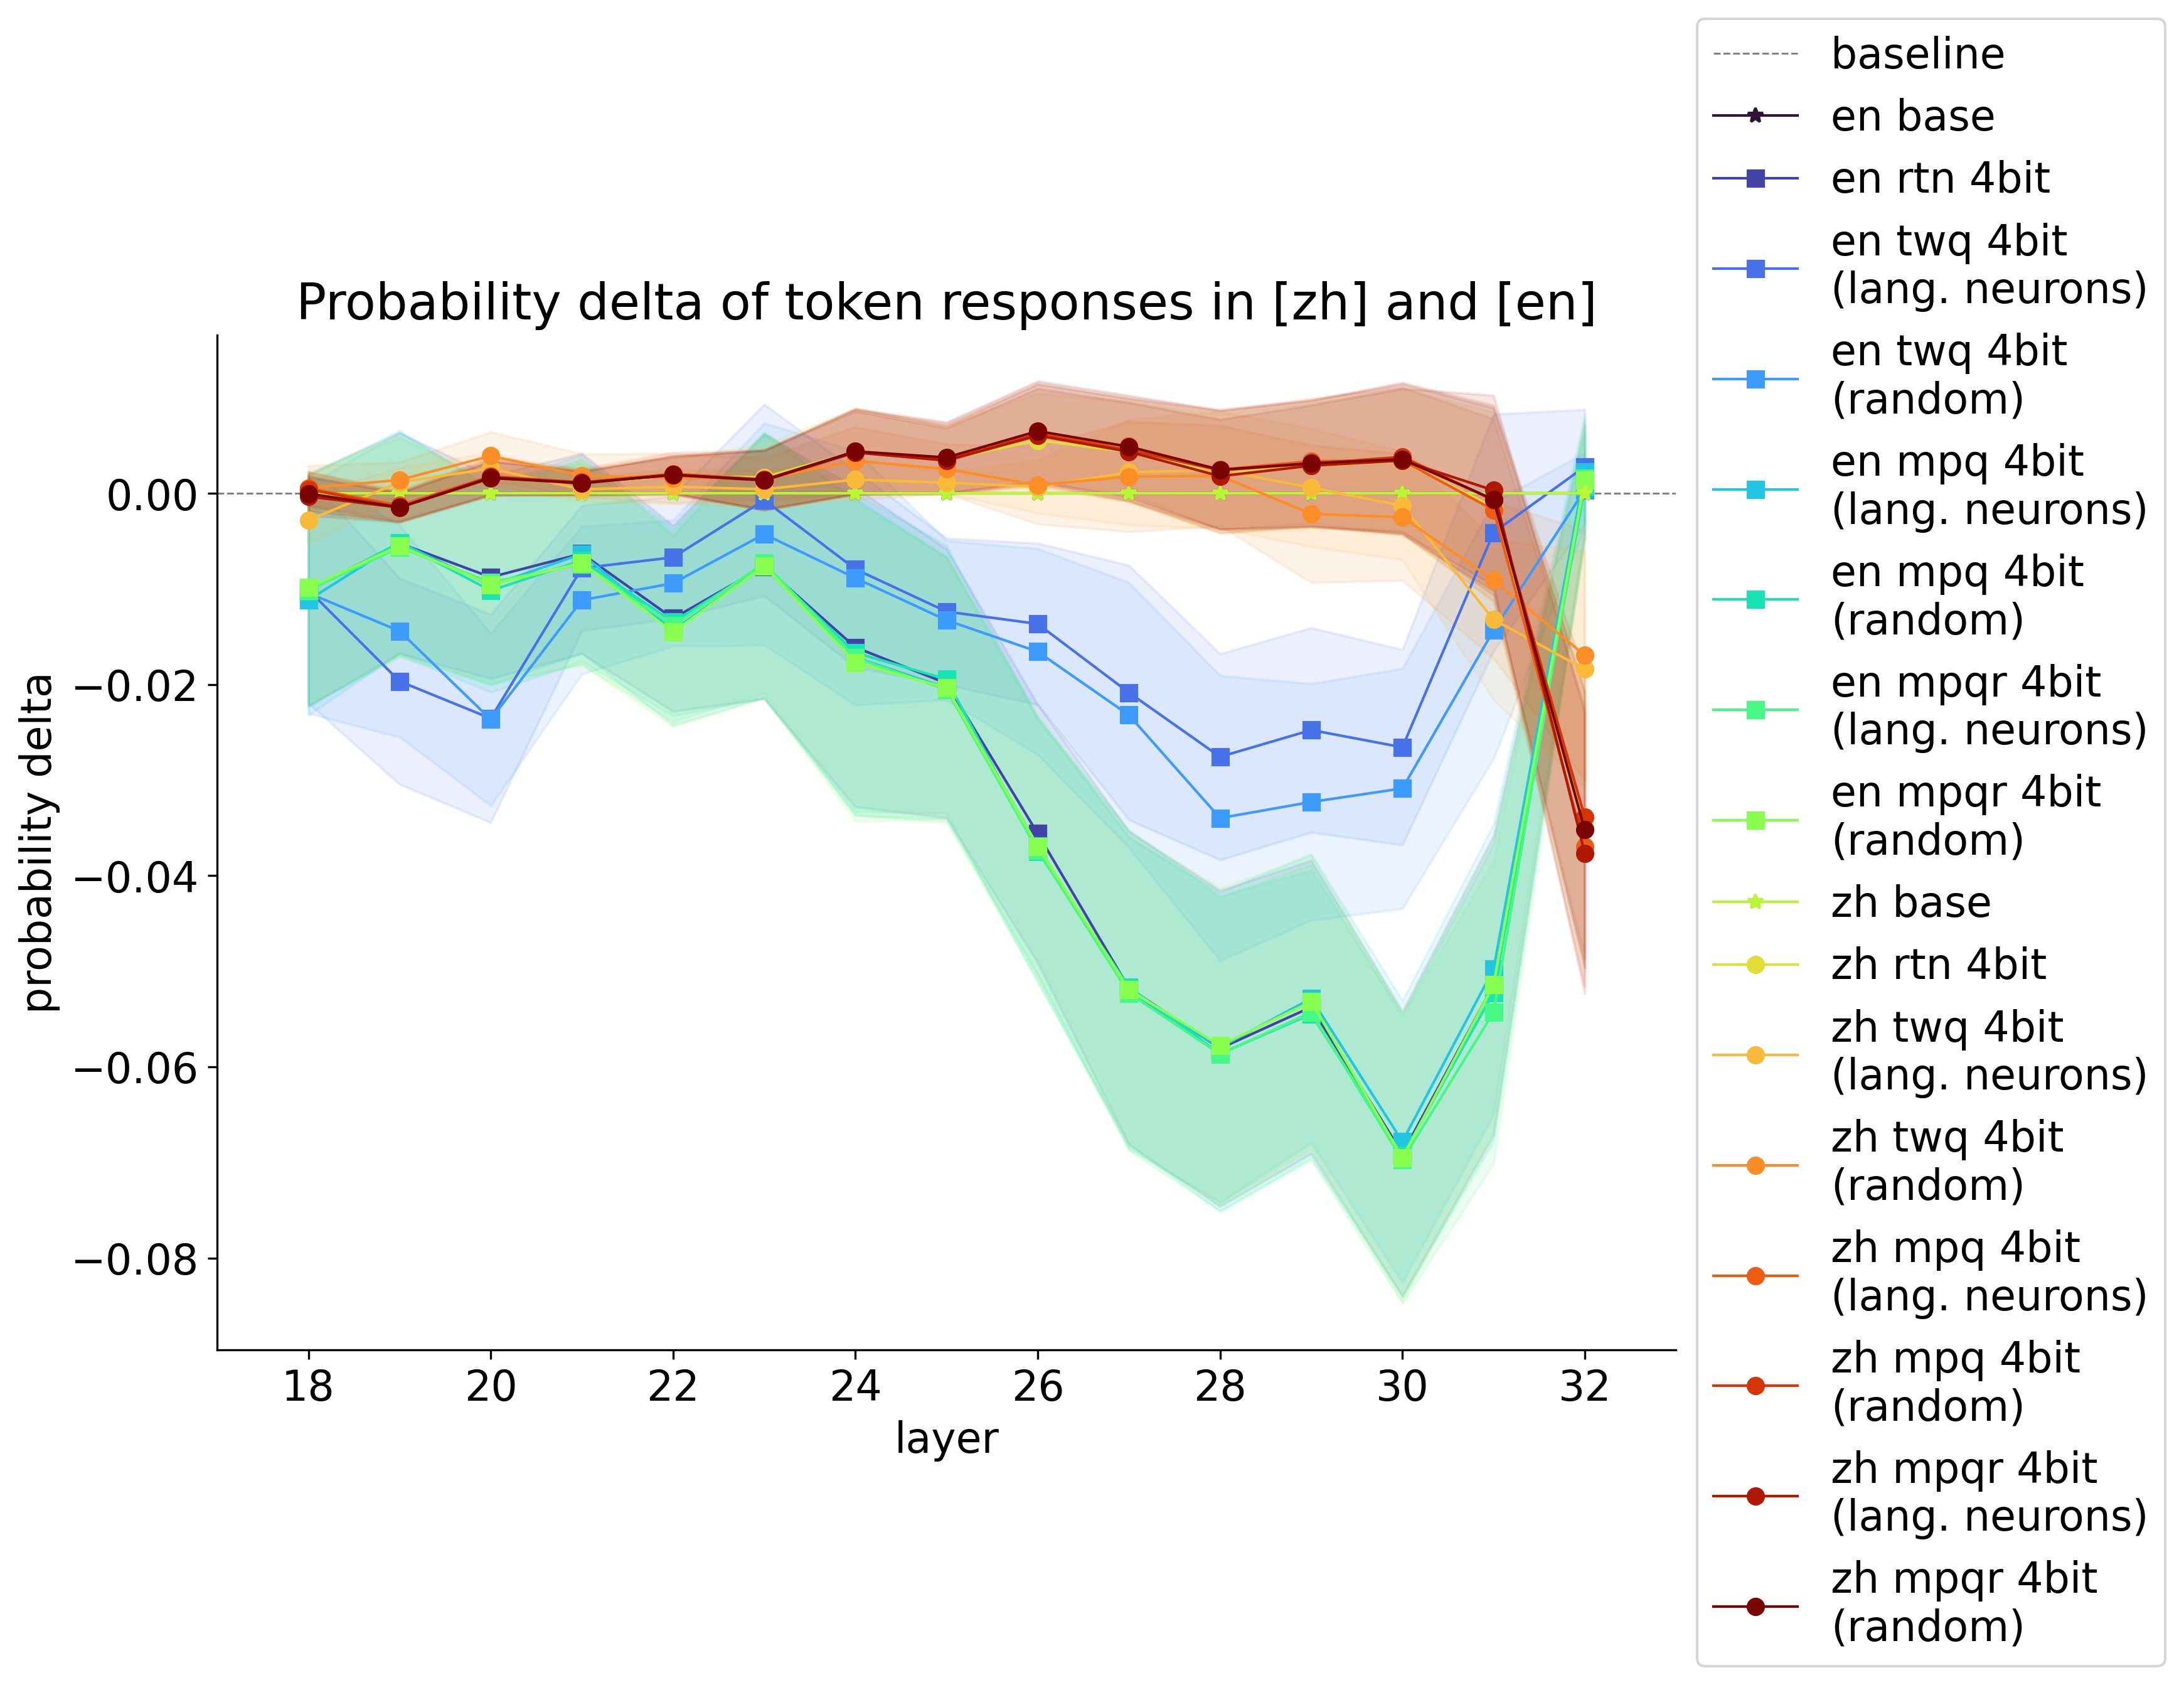 Probability delta of token responses in [zh] and [en]
probability delta
0.00
−0.02
−0.04
−0.06
−0.08
18 20 22 24 26 28 30 32
layer
baseline
en base
en rtn 4bit
en twq 4bit
(lang. neurons)
en twq 4bit
(random)
en mpq 4bit
(lang. neurons)
en mpq 4bit
(random)
en mpqr 4bit
(lang. neurons)
en mpqr 4bit
(random)
zh base
zh rtn 4bit
zh twq 4bit
(lang. neurons)
zh twq 4bit
(random)
zh mpq 4bit
(lang. neurons)
zh mpq 4bit
(random)
zh mpqr 4bit
(lang. neurons)
zh mpqr 4bit
(random)